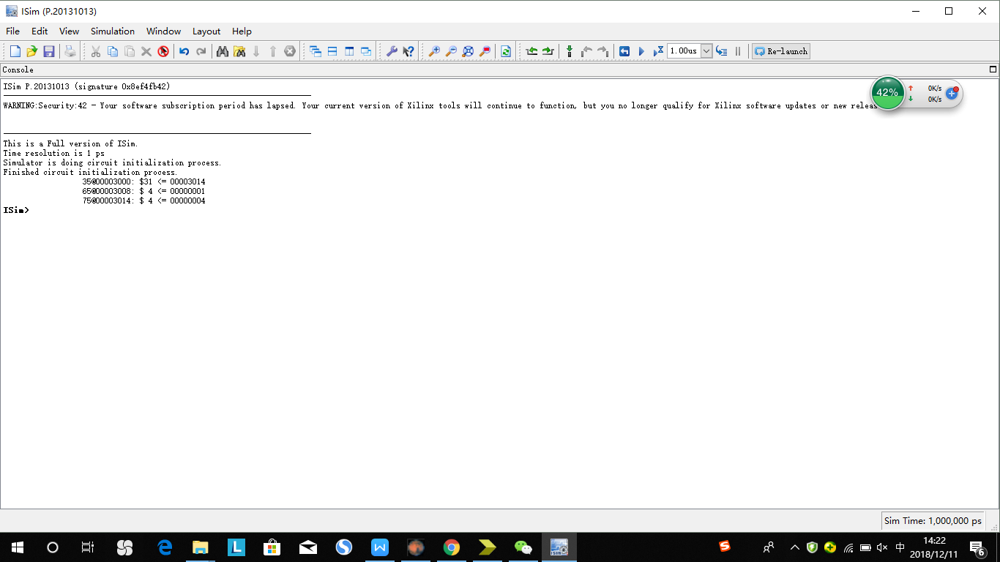 ISim (P.20131013)
File Edit View Simulation Window Layout Help
1.00us Re-launch
Console
ISim P.20131013 (signature 0x8ef4fb42)
WARNING:Security:42 - Your software subscription period has lapsed. Your current version of Xilinx tools will continue to function, but you no longer qualify for Xilinx software updates or new
42% 0K/s
0K/s
This is a Full version of ISim.
Time resolution is 1 ps
Simulator is doing circuit initialization process.
Finished circuit initialization process.
35@00003000: $31 <= 00003014
65@00003008: $ 4 <= 00000001
75@00003014: $ 4 <= 00000004
ISim>
Sim Time: 1,000,000 ps
中 14:22
2018/12/11 6